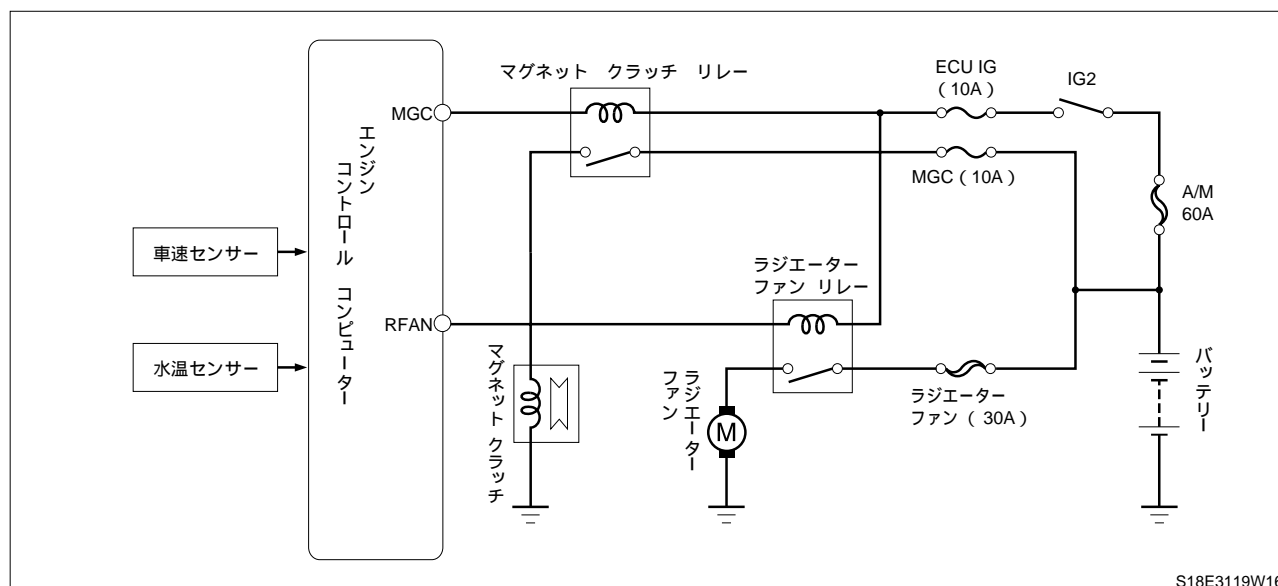 マグネット クラッチ リレー
ECU IG
(10A)
IG2
MGC
エンジン
コントロール コンピューター
MGC(10A)
A/M
60A
車速センサー
ラジエーター
ファン リレー
RFAN
水温センサー
マグネット クラッチ
ラジエーター
ファン
M
ラジエーター
ファン(30A)
バッテリー
S18E3119W16